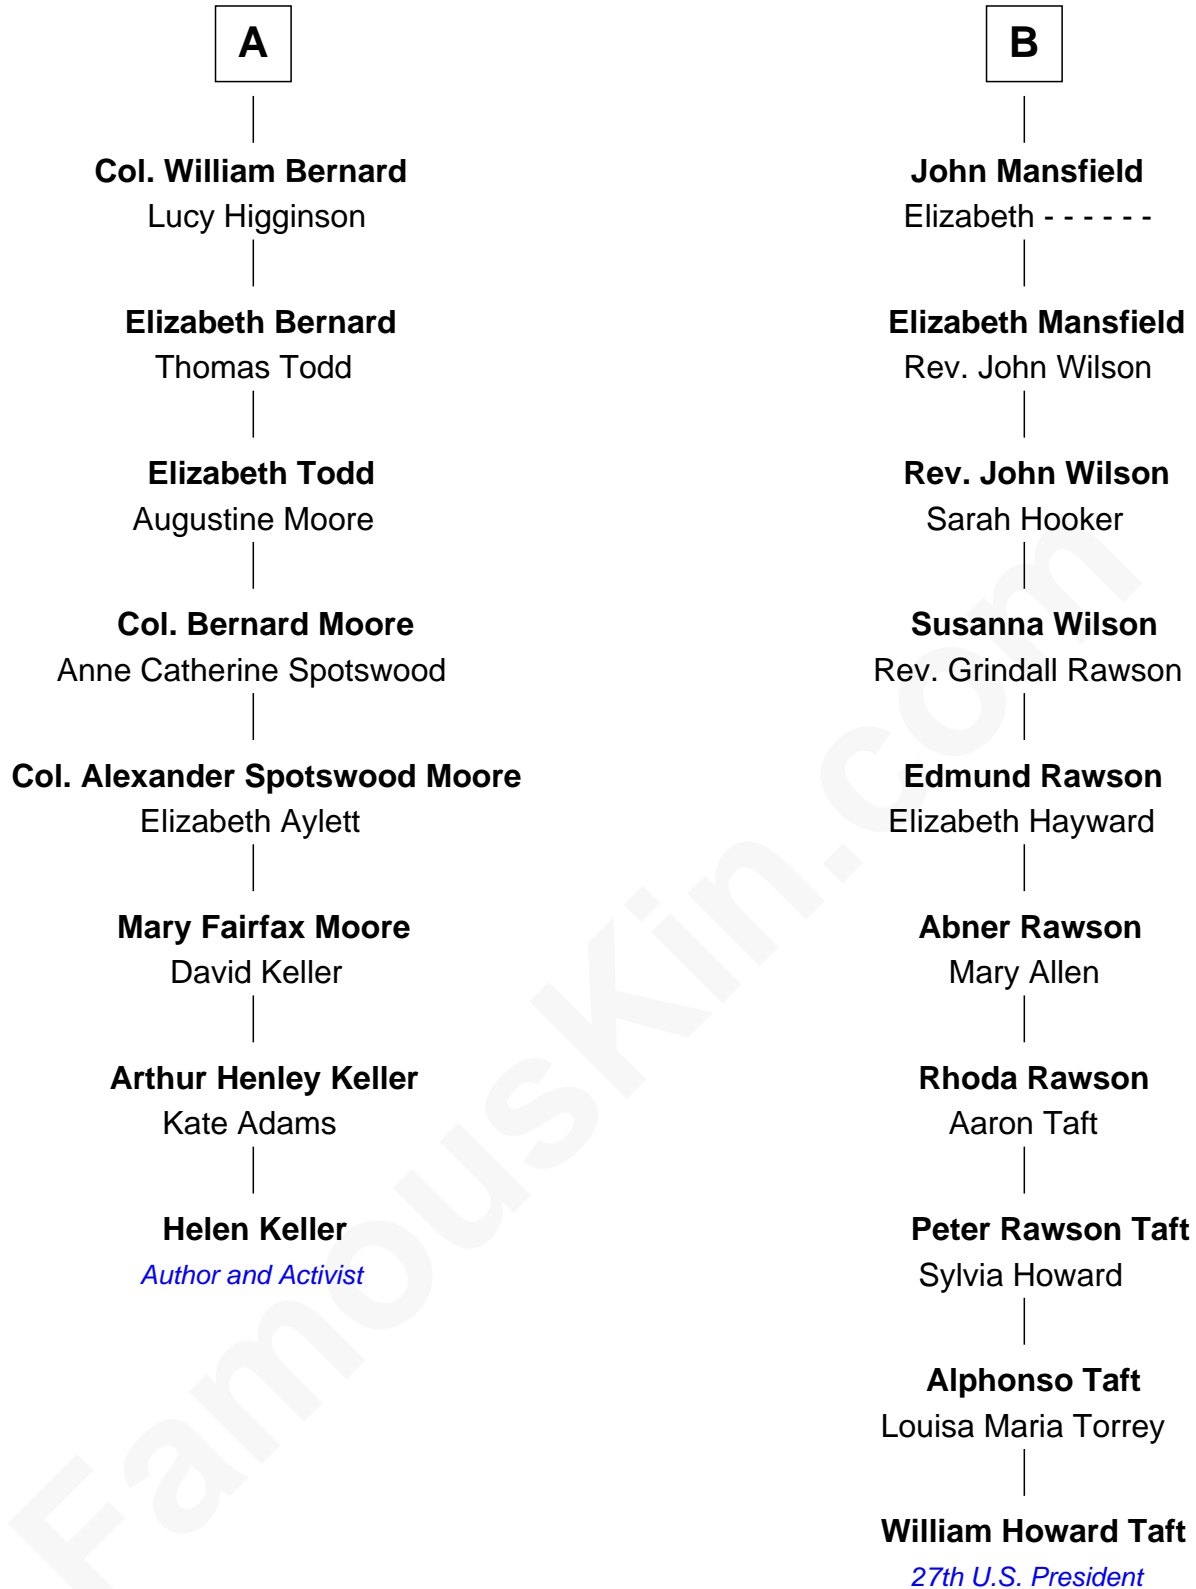 A
Col. William Bernard
Lucy Higginson
Elizabeth Bernard
Thomas Todd
Elizabeth Todd
Augustine Moore
Col. Bernard Moore
Anne Catherine Spotswood
Col. Alexander Spotswood Moore
Elizabeth Aylett
Mary Fairfax Moore
David Keller
Arthur Henley Keller
Kate Adams
Helen Keller
Author and Activist
B
John Mansfield
Elizabeth - - - - - -
Elizabeth Mansfield
Rev. John Wilson
Rev. John Wilson
Sarah Hooker
Susanna Wilson
Rev. Grindall Rawson
Edmund Rawson
Elizabeth Hayward
Abner Rawson
Mary Allen
Rhoda Rawson
Aaron Taft
Peter Rawson Taft
Sylvia Howard
Alphonso Taft
Louisa Maria Torrey
William Howard Taft
27th U.S. President
FamousKin.com